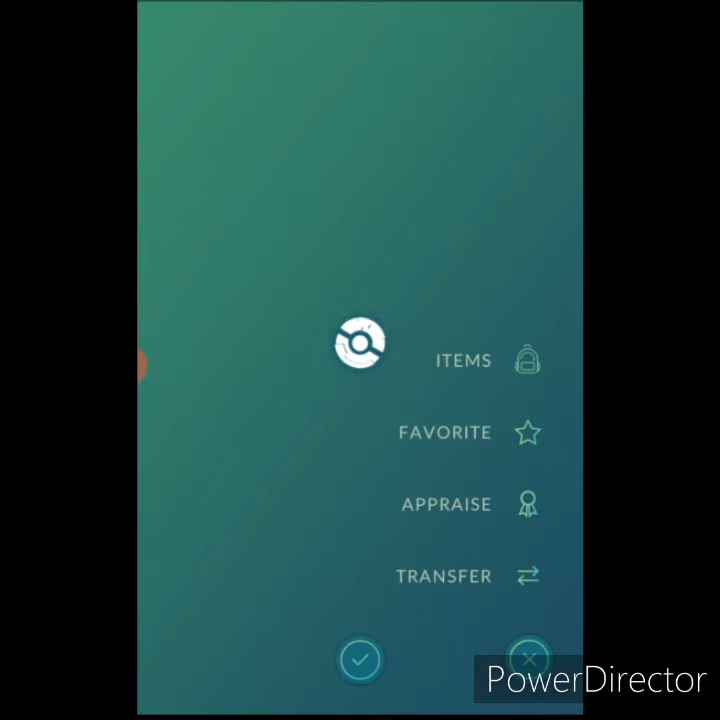 ITEMS
FAVORITE
APPRAISE
TRANSFER
PowerDirector